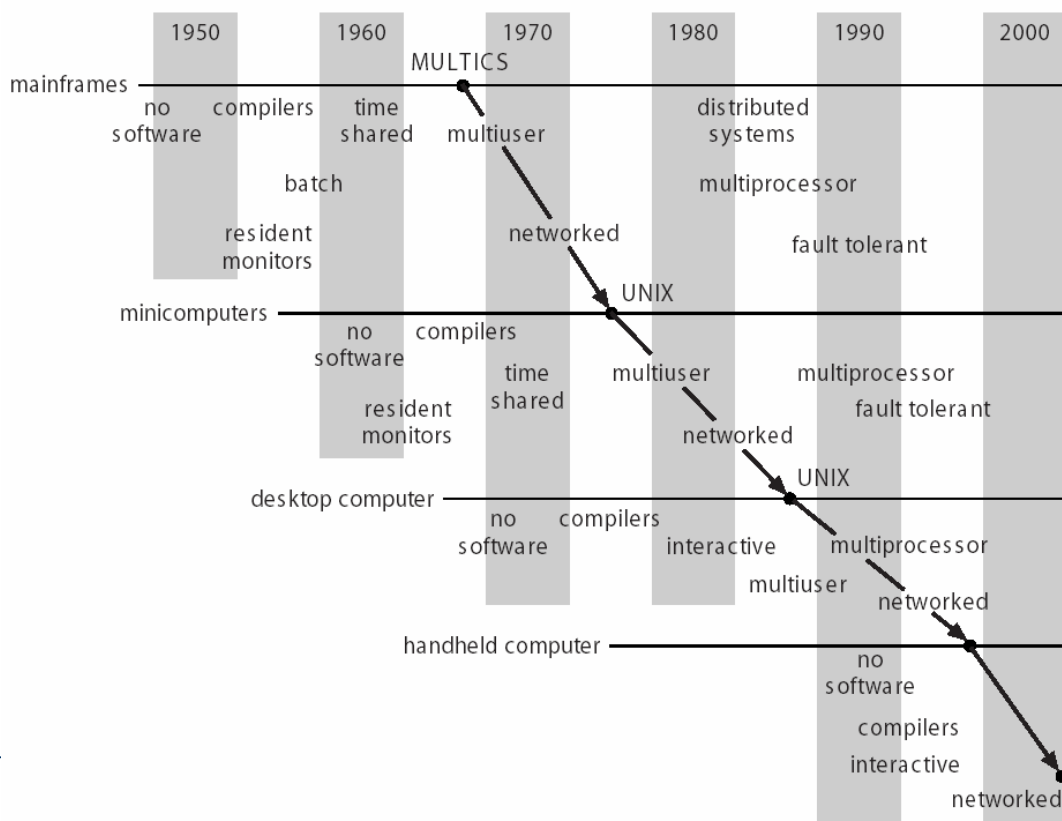 1950 1960 1970 1980 1990 2000
MULTICS
mainframes
no compilers time distributed
software shared multiuser systems
batch multiprocessor
resident networked fault tolerant
monitors
UNIX
minicomputers
no compilers
software
time multiuser multiprocessor
shared
resident fault tolerant
monitors networked
UNIX
desktop computer
no compilers
software interactive multiprocessor
multiuser
networked
handheld computer
no
software
compilers
interactive
networked